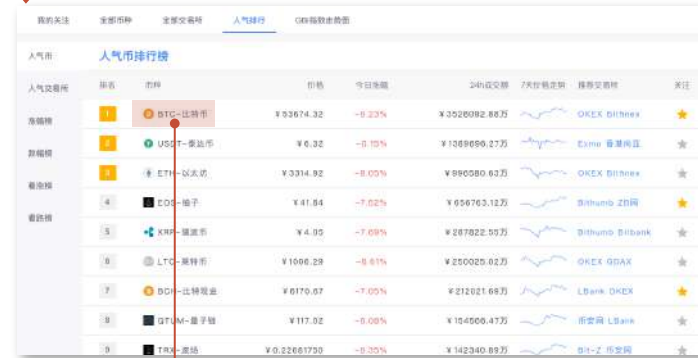 我的关注 全部币种 全部交易所 人气排行 GBI指数走势图
人气币 人气币排行榜
人气交易所 排名 币种 价格 今日涨幅 24h成交额 7天价格走势 推荐交易所 关注
涨幅榜 1 BTC-比特币 ¥53674.32 -9.23% ¥3526092.88万 OKEX Bitfinex
跌幅榜 2 USDT-泰达币 ¥6.32 -0.15% ¥1389696.27万 Exmo
看涨榜 3 ETH-以太坊 ¥3314.92 -8.05% ¥996580.63万 OKEX Bitfinex
看跌榜 4 EOS-柚子 ¥41.84 -7.62% ¥656763.12万 Bithumb ZB网
5 XRP-瑞波币 ¥4.05 -7.69% ¥287822.55万 Bithumb Bitbank
6 LTC-莱特币 ¥1006.29 -8.61% ¥250025.02万 OKEX GDAX
7 BCH-比特现金 ¥6170.67 -7.05% ¥212021.69万 LBank OKEX
8 QTUM-量子链 ¥117.02 -8.08% ¥154566.47万 币安网 LBank
9 TRX-波场 ¥0.22661750 -9.35% ¥142340.89万 Bit-Z 币安网